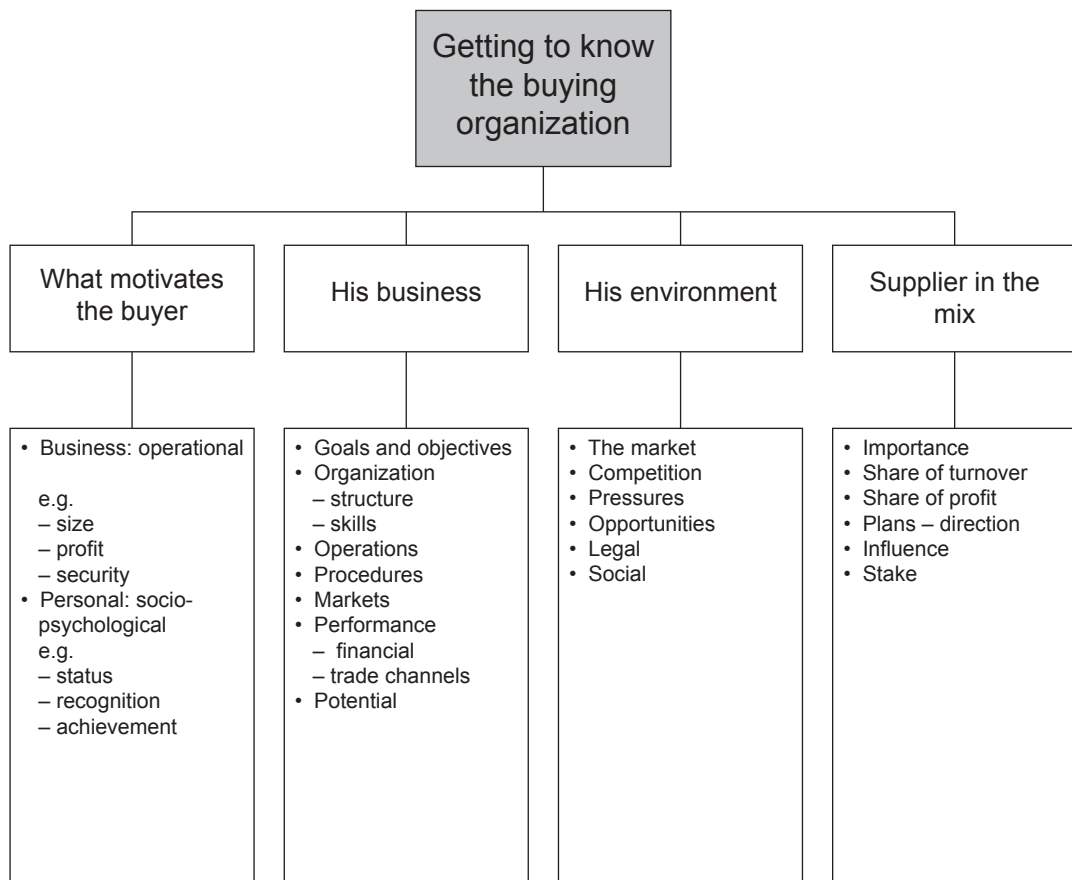 Getting to know
the buying
organization
What motivates
the buyer
His business
His environment
Supplier in the
mix
• Business: operational
e.g.
– size
– profit
– security
• Personal: socio-
psychological
e.g.
– status
– recognition
– achievement
• Goals and objectives
• Organization
– structure
– skills
• Operations
• Procedures
• Markets
• Performance
– financial
– trade channels
• Potential
• The market
• Competition
• Pressures
• Opportunities
• Legal
• Social
• Importance
• Share of turnover
• Share of profit
• Plans – direction
• Influence
• Stake